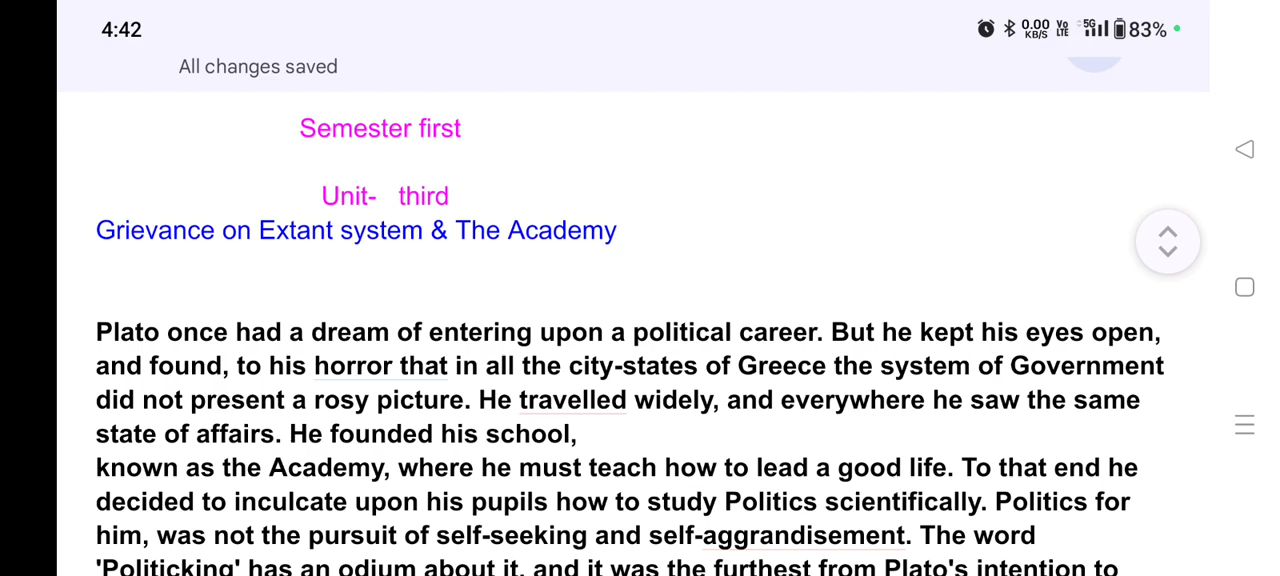 4:42
0.00 KB/S Vo LTE 5G 83%
All changes saved
Semester first
Unit- third
Grievance on Extant system & The Academy
Plato once had a dream of entering upon a political career. But he kept his eyes open,
and found, to his horror that in all the city-states of Greece the system of Government
did not present a rosy picture. He travelled widely, and everywhere he saw the same
state of affairs. He founded his school,
known as the Academy, where he must teach how to lead a good life. To that end he
decided to inculcate upon his pupils how to study Politics scientifically. Politics for
him, was not the pursuit of self-seeking and self-aggrandisement. The word
'Politicking' has an odium about it, and it was the furthest from Plato's intention to